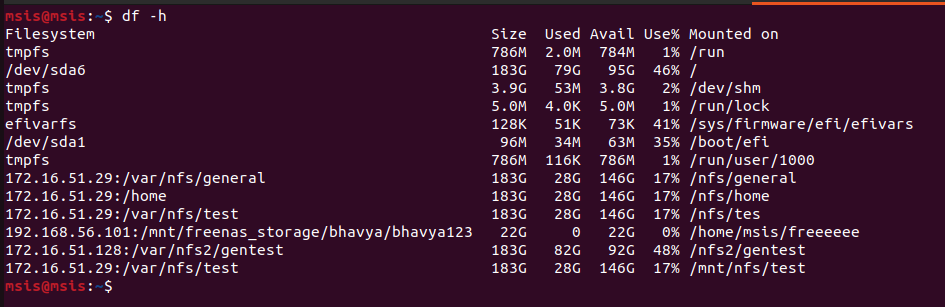 msis@msis:~$ df -h
Filesystem Size Used Avail Use% Mounted on
tmpfs 786M 2.0M 784M 1% /run
/dev/sda6 183G 79G 95G 46% /
tmpfs 3.9G 53M 3.8G 2% /dev/shm
tmpfs 5.0M 4.0K 5.0M 1% /run/lock
efivarfs 128K 51K 73K 41% /sys/firmware/efi/efivars
/dev/sda1 96M 34M 63M 35% /boot/efi
tmpfs 786M 116K 786M 1% /run/user/1000
172.16.51.29:/var/nfs/general 183G 28G 146G 17% /nfs/general
172.16.51.29:/home 183G 28G 146G 17% /nfs/home
172.16.51.29:/var/nfs/test 183G 28G 146G 17% /nfs/tes
192.168.56.101:/mnt/freenas_storage/bhavya/bhavya123 22G 0 22G 0% /home/msis/freeeeee
172.16.51.128:/var/nfs2/gentest 183G 82G 92G 48% /nfs2/gentest
172.16.51.29:/var/nfs/test 183G 28G 146G 17% /mnt/nfs/test
msis@msis:~$